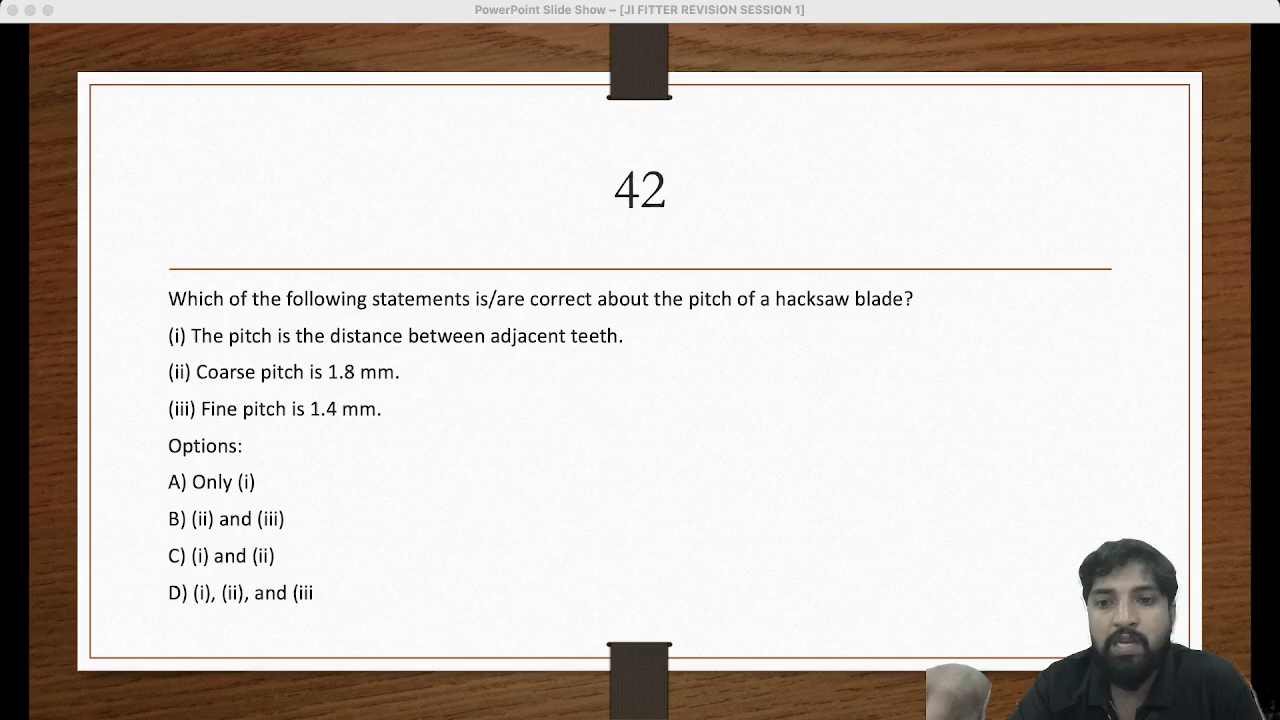 PowerPoint Slide Show – [JI FITTER REVISION SESSION 1]
42
Which of the following statements is/are correct about the pitch of a hacksaw blade?
(i) The pitch is the distance between adjacent teeth.
(ii) Coarse pitch is 1.8 mm.
(iii) Fine pitch is 1.4 mm.
Options:
A) Only (i)
B) (ii) and (iii)
C) (i) and (ii)
D) (i), (ii), and (iii